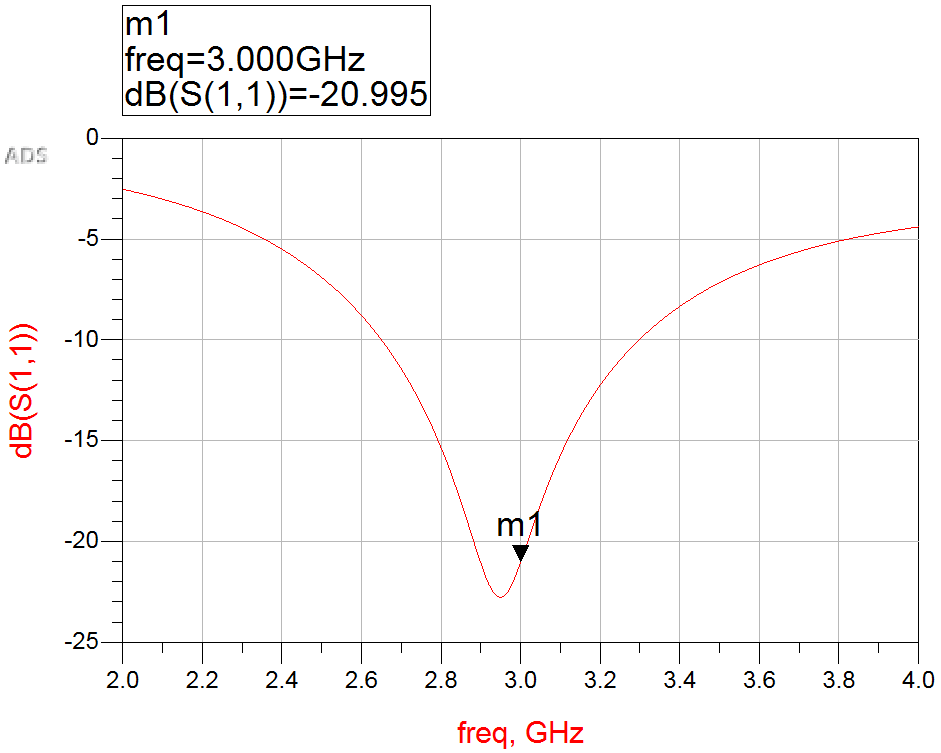 m1
freq=3.000GHz
dB(S(1,1))=-20.995
ADS
0
-5
-10
-15
-20
-25
dB(S(1,1))
m1
2.0 2.2 2.4 2.6 2.8 3.0 3.2 3.4 3.6 3.8 4.0
freq, GHz